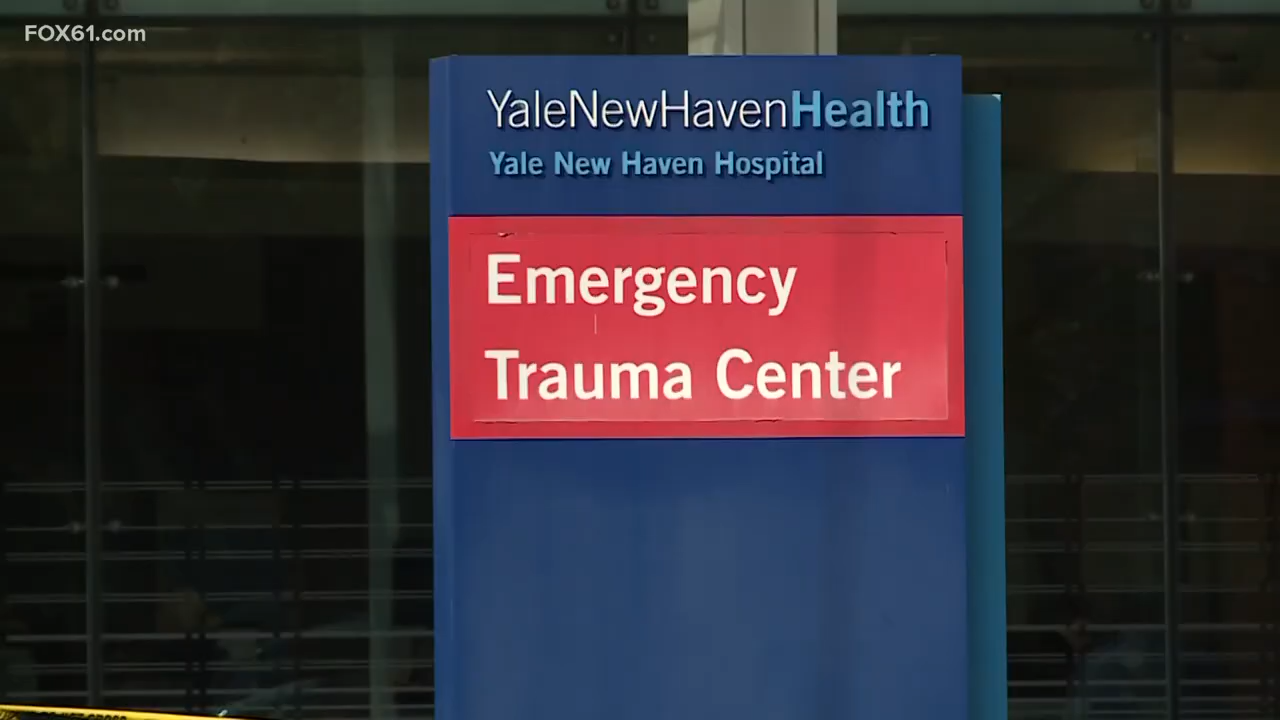 FOX61.com
YaleNewHavenHealth
Yale New Haven Hospital
Emergency
Trauma Center